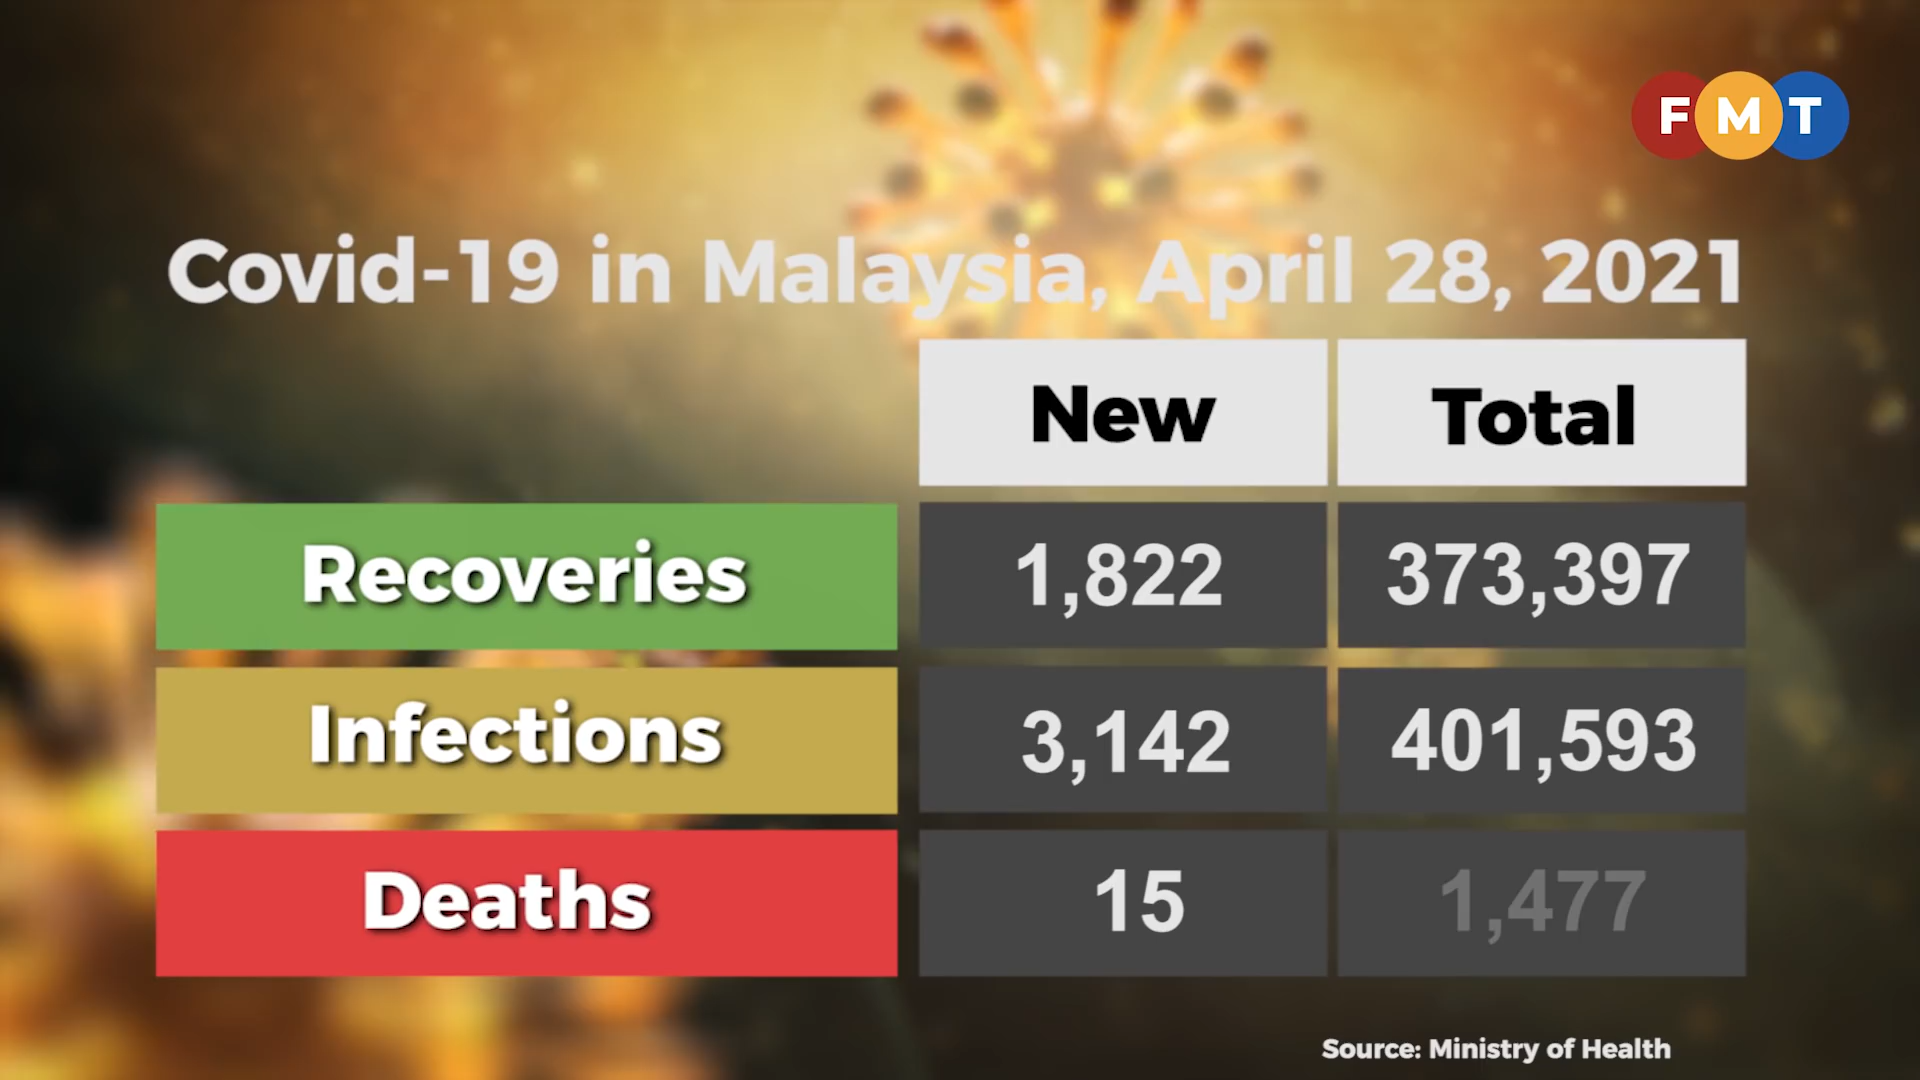 FMT
Covid-19 in Malaysia, April 28, 2021
New Total
Recoveries 1,822 373,397
Infections 3,142 401,593
Deaths 15 1,477
Source: Ministry of Health